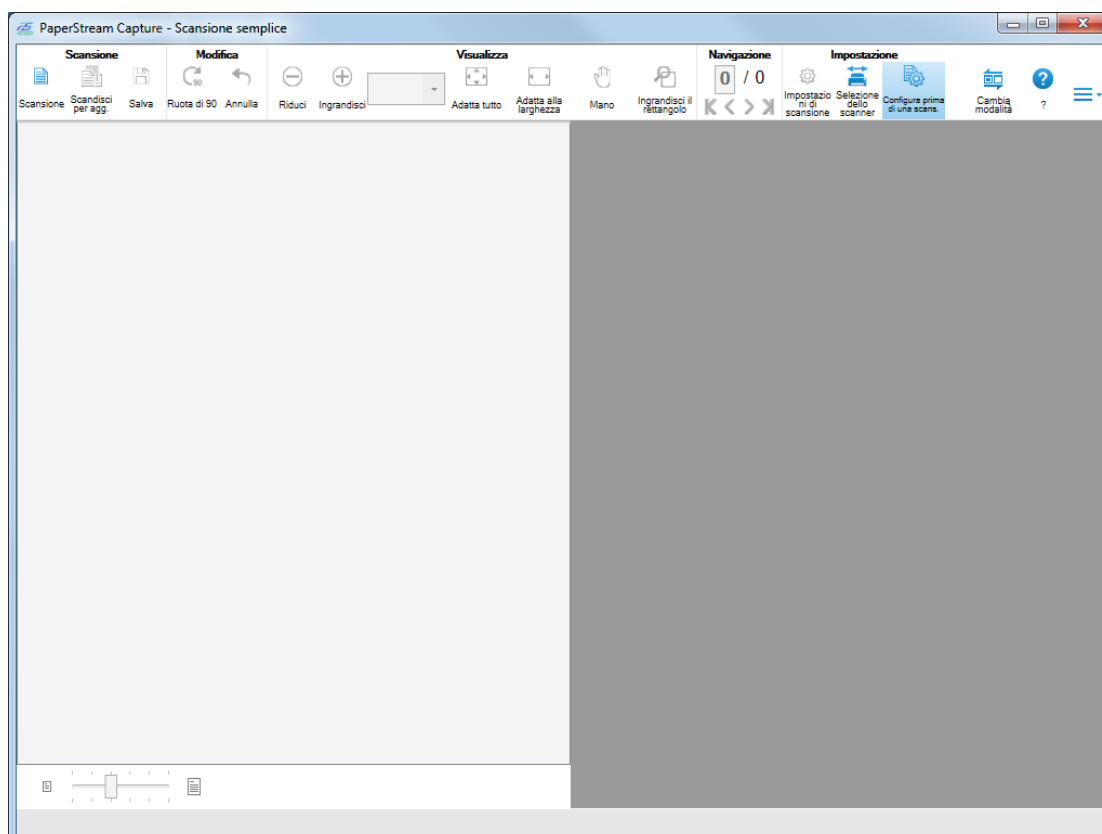 PaperStream Capture - Scansione semplice
Scansione
Modifica
Visualizza
Navigazione
Impostazione
90
0 / 0
?
Scansione
Scandisci
per agg.
Salva
Ruota di 90
Annulla
Riduci
Ingrandisci
Adatta tutto
Adatta alla
larghezza
Mano
Ingrandisci il
rettangolo
Impostazio
ni di
scansione
Selezione
dello
scanner
Configura prima
di una scans.
Cambia
modalità
?